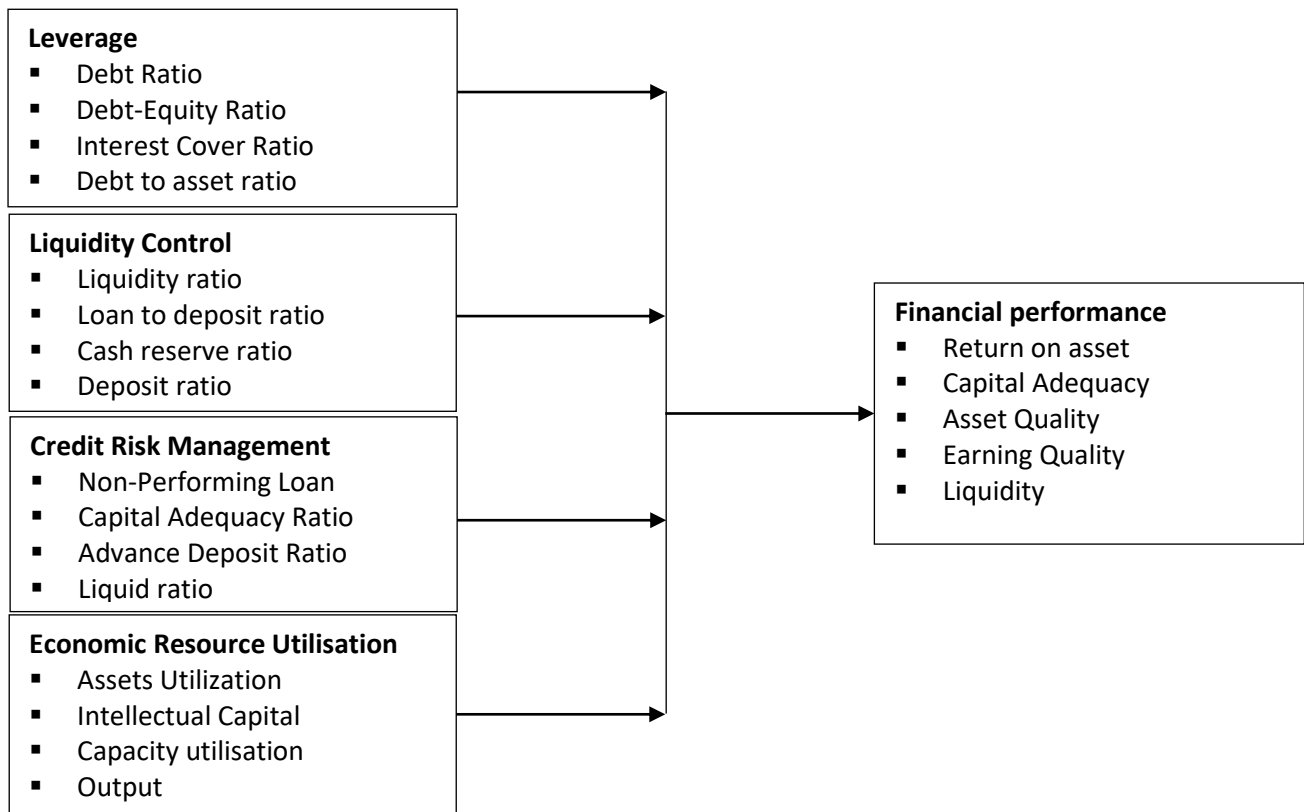 Leverage
▪ Debt Ratio
▪ Debt-Equity Ratio
▪ Interest Cover Ratio
▪ Debt to asset ratio
Liquidity Control
▪ Liquidity ratio
▪ Loan to deposit ratio
▪ Cash reserve ratio
▪ Deposit ratio
Credit Risk Management
▪ Non-Performing Loan
▪ Capital Adequacy Ratio
▪ Advance Deposit Ratio
▪ Liquid ratio
Economic Resource Utilisation
▪ Assets Utilization
▪ Intellectual Capital
▪ Capacity utilisation
▪ Output
Financial performance
▪ Return on asset
▪ Capital Adequacy
▪ Asset Quality
▪ Earning Quality
▪ Liquidity